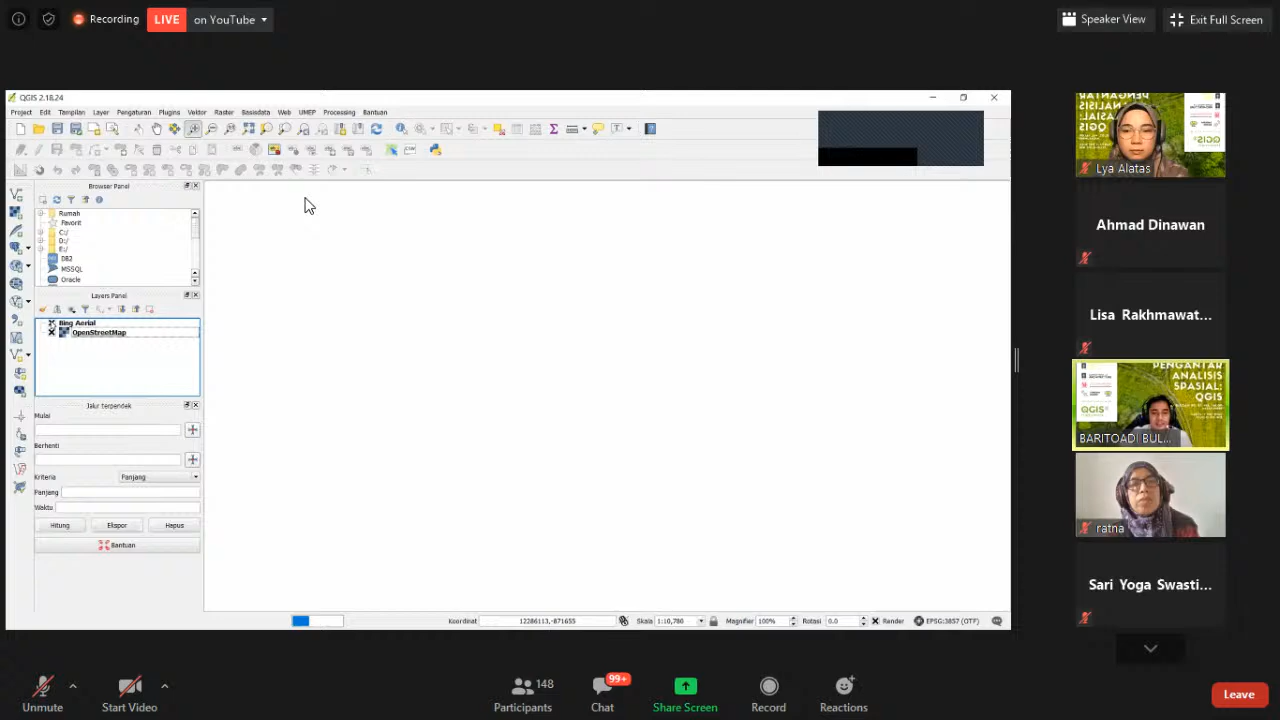 Recording
LIVE
on YouTube
Speaker View
Exit Full Screen
QGIS 2.18.24
Project Edit Tampilan Layer Pengaturan Plugins Vektor Raster Basisdata Web UMEP Processing Bantuan
Browser Panel
Rumah
Favorit
C:/
D:/
E:/
DB2
MSSQL
Oracle
Layers Panel
Bing Aerial
OpenStreetMap
Jalur terpendek
Mulai
Berhenti
Kriteria Panjang
Panjang
Waktu
Hitung Ekspor Hapus
Bantuan
Koordinat 12286113,-871655 Skala 1:10,780 Magnifier 100% Rotasi 0.0 Render EPSG:3857 (OTF)
Lya Alatas
Ahmad Dinawan
Lisa Rakhmawat...
PENGANTAR
ANALISIS
SPASIAL:
QGIS
BARITOADI BUL...
ratna
Sari Yoga Swasti...
Unmute
Start Video
148
Participants
99+
Chat
Share Screen
Record
Reactions
Leave